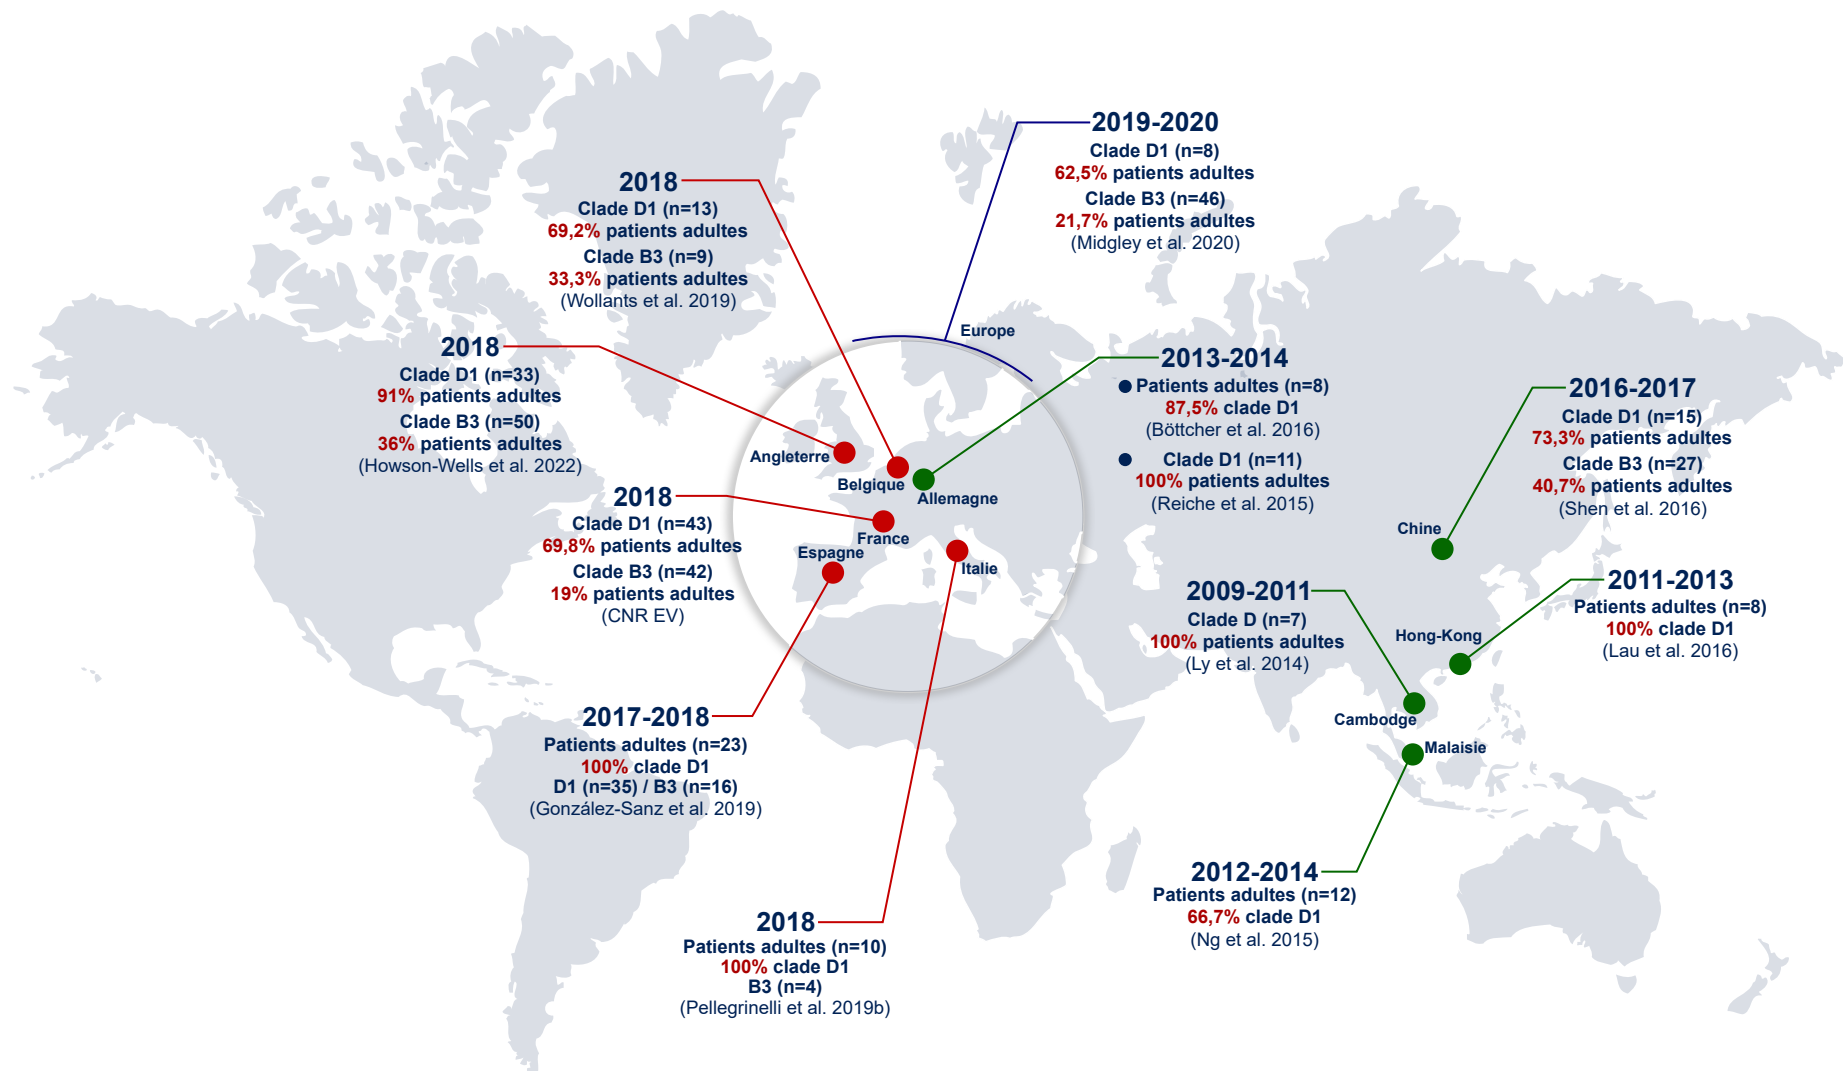 2019-2020
Clade D1 (n=8)
62,5% patients adultes
Clade B3 (n=46)
21,7% patients adultes
(Midgley et al. 2020)
2018
Clade D1 (n=13)
69,2% patients adultes
Clade B3 (n=9)
33,3% patients adultes
(Wollants et al. 2019)
Europe
2018
Clade D1 (n=33)
91% patients adultes
Clade B3 (n=50)
36% patients adultes
(Howson-Wells et al. 2022)
2013-2014
Patients adultes (n=8)
87,5% clade D1
(Böttcher et al. 2016)
Clade D1 (n=11)
100% patients adultes
(Reiche et al. 2015)
2016-2017
Clade D1 (n=15)
73,3% patients adultes
Clade B3 (n=27)
40,7% patients adultes
(Shen et al. 2016)
Angleterre
Belgique
Allemagne
France
Espagne
Italie
2018
Clade D1 (n=43)
69,8% patients adultes
Clade B3 (n=42)
19% patients adultes
(CNR EV)
Chine
2009-2011
Clade D (n=7)
100% patients adultes
(Ly et al. 2014)
2011-2013
Patients adultes (n=8)
100% clade D1
(Lau et al. 2016)
Hong-Kong
Cambodge
Malaisie
2017-2018
Patients adultes (n=23)
100% clade D1
D1 (n=35) / B3 (n=16)
(González-Sanz et al. 2019)
2012-2014
Patients adultes (n=12)
66,7% clade D1
(Ng et al. 2015)
2018
Patients adultes (n=10)
100% clade D1
B3 (n=4)
(Pellegrinelli et al. 2019b)